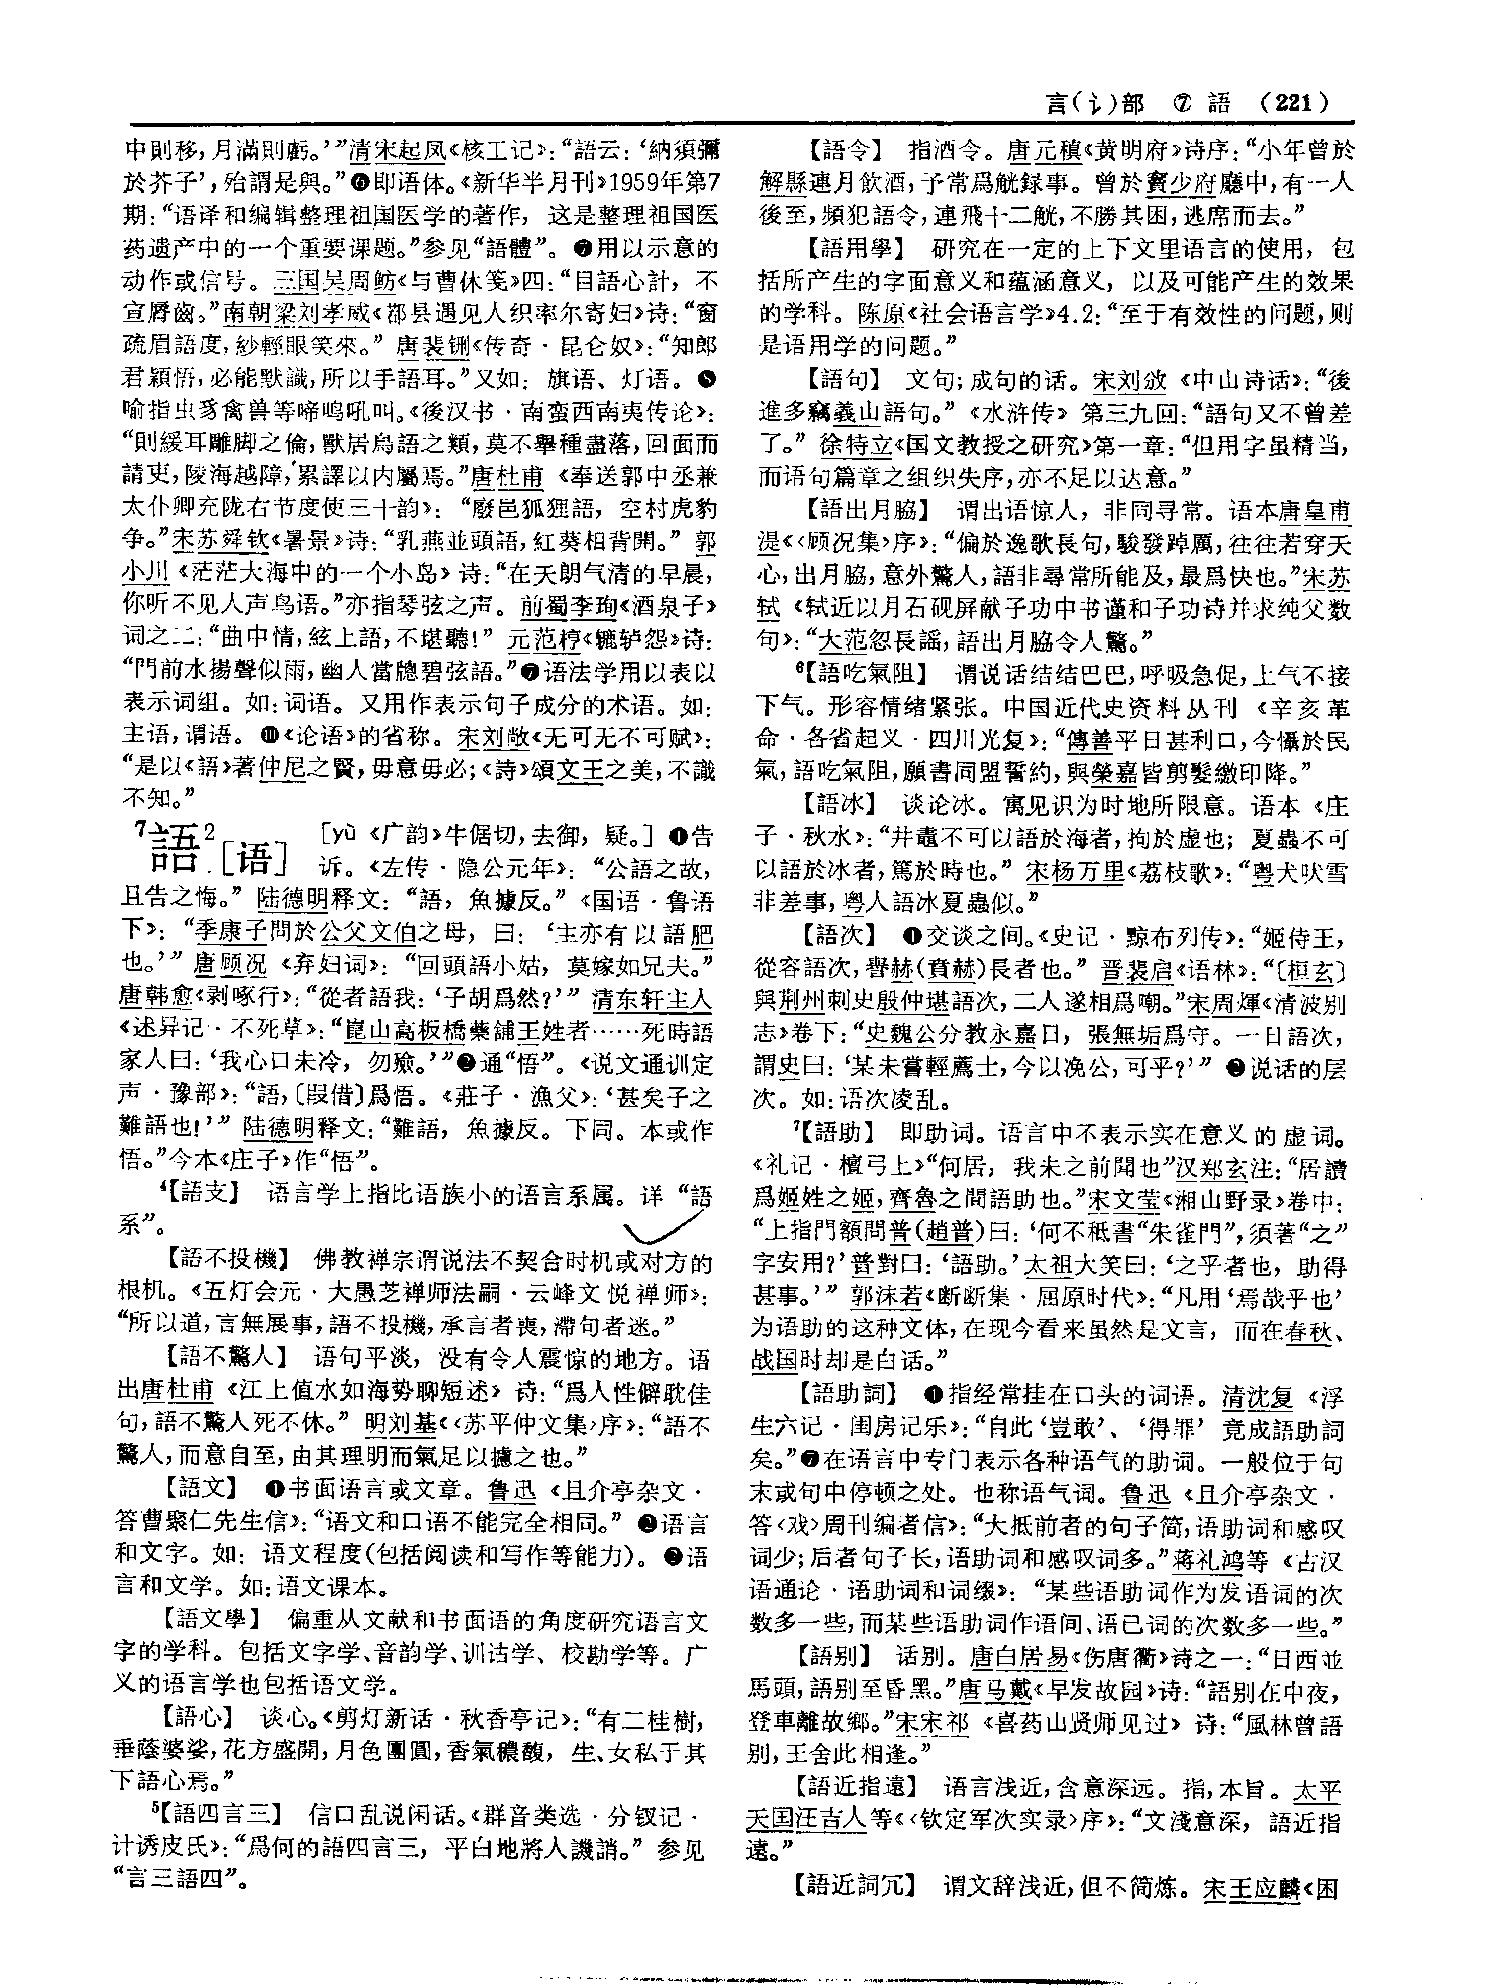 言(讠)部 ⑦ 語 (221)
中則移，月滿則虧。’”清宋起凤《核工记》：“語云：‘納須彌
於芥子’，殆謂是與。”❻即语体。《新华半月刊》1959年第7
期：“语译和编辑整理祖国医学的著作，这是整理祖国医
药遗产中的一个重要课题。”参见“語體”。❼用以示意的
动作或信号。三国吴周鲂《与曹休笺》四：“目語心計，不
宣脣齒。”南朝梁刘孝威《郡县遇见人织率尔寄妇》诗：“窗
疏眉語度，紗輕眼笑來。”唐裴铏《传奇·昆仑奴》：“知郎
君穎悟，必能默識，所以手語耳。”又如：旗语、灯语。❽
喻指虫豸禽兽等啼鸣吼叫。《後汉书·南蛮西南夷传论》：
“則緩耳雕脚之倫，獸居鳥語之類，莫不舉種盡落，回面而
請吏，陵海越障，累譯以内屬焉。”唐杜甫《奉送郭中丞兼
太仆卿充陇右节度使三十韵》：“廢邑狐狸語，空村虎豹
争。”宋苏舜钦《暑景》诗：“乳燕並頭語，紅葵相背開。”郭
小川《茫茫大海中的一个小岛》诗：“在天朗气清的早晨，
你听不见人声鸟语。”亦指琴弦之声。前蜀李珣《酒泉子》
词之二：“曲中情，絃上語，不堪聽！”元范梈《辘轳怨》诗：
“門前水揚聲似雨，幽人當牕碧弦語。”❼语法学用以表以
表示词组。如：词语。又用作表示句子成分的术语。如：
主语，谓语。❿《论语》的省称。宋刘敞《无可无不可赋》：
“是以《語》著仲尼之賢，毋意毋必；《詩》頌文王之美，不識
不知。”
7語2［语］ ［yù《广韵》牛倨切，去御，疑。］❶告
诉。《左传·隐公元年》：“公語之故，
且告之悔。”陆德明释文：“語，魚據反。”《国语·鲁语
下》：“季康子問於公父文伯之母，曰：‘主亦有以語肥
也。’”唐顾况《弃妇词》：“回頭語小姑，莫嫁如兄夫。”
唐韩愈《剥啄行》：“從者語我：‘子胡爲然？’”清东轩主人
《述异记·不死草》：“崑山高板橋藥舖王姓者……死時語
家人曰：‘我心口未冷，勿殮。’”❷通“悟”。《说文通训定
声·豫部》：“語，〔叚借〕爲悟。《莊子·漁父》：‘甚矣子之
難語也！’”陆德明释文：“難語，魚據反。下同。本或作
悟。”今本《庄子》作“悟”。
4【語支】 语言学上指比语族小的语言系属。详“語
系”。
【語不投機】 佛教禅宗谓说法不契合时机或对方的
根机。《五灯会元·大愚芝禅师法嗣·云峰文悦禅师》：
“所以道，言無展事，語不投機，承言者喪，滯句者迷。”
【語不驚人】 语句平淡，没有令人震惊的地方。语
出唐杜甫《江上值水如海势聊短述》诗：“爲人性僻耽佳
句，語不驚人死不休。”明刘基《〈苏平仲文集〉序》：“語不
驚人，而意自至，由其理明而氣足以攄之也。”
【語文】 ❶书面语言或文章。鲁迅《且介亭杂文·
答曹聚仁先生信》：“语文和口语不能完全相同。”❷语言
和文字。如：语文程度(包括阅读和写作等能力)。❷语
言和文学。如：语文课本。
【語文學】 偏重从文献和书面语的角度研究语言文
字的学科。包括文字学、音韵学、训诂学、校勘学等。广
义的语言学也包括语文学。
【語心】 谈心。《剪灯新话·秋香亭记》：“有二桂樹，
垂蔭婆娑，花方盛開，月色團圓，香氣穠馥，生、女私于其
下語心焉。”
5【語四言三】 信口乱说闲话。《群音类选·分钗记·
计诱皮氏》：“爲何的語四言三，平白地將人譏誚。”参见
“言三語四”。
【語令】 指酒令。唐元稹《黄明府》诗序：“小年曾於
解縣連月飲酒，予常爲觥録事。曾於竇少府廳中，有一人
後至，頻犯語令，連飛十二觥，不勝其困，逃席而去。”
【語用學】 研究在一定的上下文里语言的使用，包
括所产生的字面意义和蕴涵意义，以及可能产生的效果
的学科。陈原《社会语言学》4.2：“至于有效性的问题，则
是语用学的问题。”
【語句】 文句；成句的话。宋刘攽《中山诗话》：“後
進多竊義山語句。”《水浒传》第三九回：“語句又不曾差
了。”徐特立《国文教授之研究》第一章：“但用字虽精当，
而语句篇章之组织失序，亦不足以达意。”
【語出月脇】 谓出语惊人，非同寻常。语本唐皇甫
湜《〈顾况集〉序》：“偏於逸歌長句，駿發踔厲，往往若穿天
心，出月脇，意外驚人，語非尋常所能及，最爲快也。”宋苏
轼《轼近以月石砚屏献子功中书谨和子功诗并求纯父数
句》：“大范忽長謡，語出月脇令人驚。”
6【語吃氣阻】 谓说话结结巴巴，呼吸急促，上气不接
下气。形容情绪紧张。中国近代史资料丛刊《辛亥革
命·各省起义·四川光复》：“傳善平日甚利口，今懾於民
氣，語吃氣阻，願書同盟誓約，與榮嘉皆剪髮繳印降。”
【語冰】 谈论冰。寓见识为时地所限意。语本《庄
子·秋水》：“井鼃不可以語於海者，拘於虚也；夏蟲不可
以語於冰者，篤於時也。”宋杨万里《荔枝歌》：“粤犬吠雪
非差事，粤人語冰夏蟲似。”
【語次】 ❶交谈之间。《史记·黥布列传》：“姬侍王，
從容語次，譽赫(賁赫)長者也。”晋裴启《语林》：“〔桓玄〕
與荆州刺史殷仲堪語次，二人遂相爲嘲。”宋周煇《清波别
志》卷下：“史魏公分教永嘉日，張無垢爲守。一日語次，
謂史曰：‘某未嘗輕薦士，今以浼公，可乎？’”❷说话的层
次。如：语次凌乱。
7【語助】 即助词。语言中不表示实在意义的虚词。
《礼记·檀弓上》“何居，我未之前聞也”汉郑玄注：“居讀
爲姬姓之姬，齊魯之間語助也。”宋文莹《湘山野录》卷中：
“上指門額問普(趙普)曰：‘何不秖書“朱雀門”，須著“之”
字安用？’普對曰：‘語助。’太祖大笑曰：‘之乎者也，助得
甚事。’”郭沫若《断断集·屈原时代》：“凡用‘焉哉乎也’
为语助的这种文体，在现今看来虽然是文言，而在春秋、
战国时却是白话。”
【語助詞】 ❶指经常挂在口头的词语。清沈复《浮
生六记·闺房记乐》：“自此‘豈敢’、‘得罪’竟成語助詞
矣。”❷在语言中专门表示各种语气的助词。一般位于句
末或句中停顿之处。也称语气词。鲁迅《且介亭杂文·
答〈戏〉周刊编者信》：“大抵前者的句子简，语助词和感叹
词少；后者句子长，语助词和感叹词多。”蒋礼鸿等《古汉
语通论·语助词和词缀》：“某些语助词作为发语词的次
数多一些，而某些语助词作语间、语已词的次数多一些。”
【語别】 话别。唐白居易《伤唐衢》诗之一：“日西並
馬頭，語别至昏黑。”唐马戴《早发故园》诗：“語别在中夜，
登車離故鄉。”宋宋祁《喜药山贤师见过》诗：“風林曾語
别，王舍此相逢。”
【語近指遠】 语言浅近，含意深远。指，本旨。太平
天国汪吉人等《〈钦定军次实录〉序》：“文淺意深，語近指
遠。”
【語近詞冗】 谓文辞浅近，但不简炼。宋王应麟《困